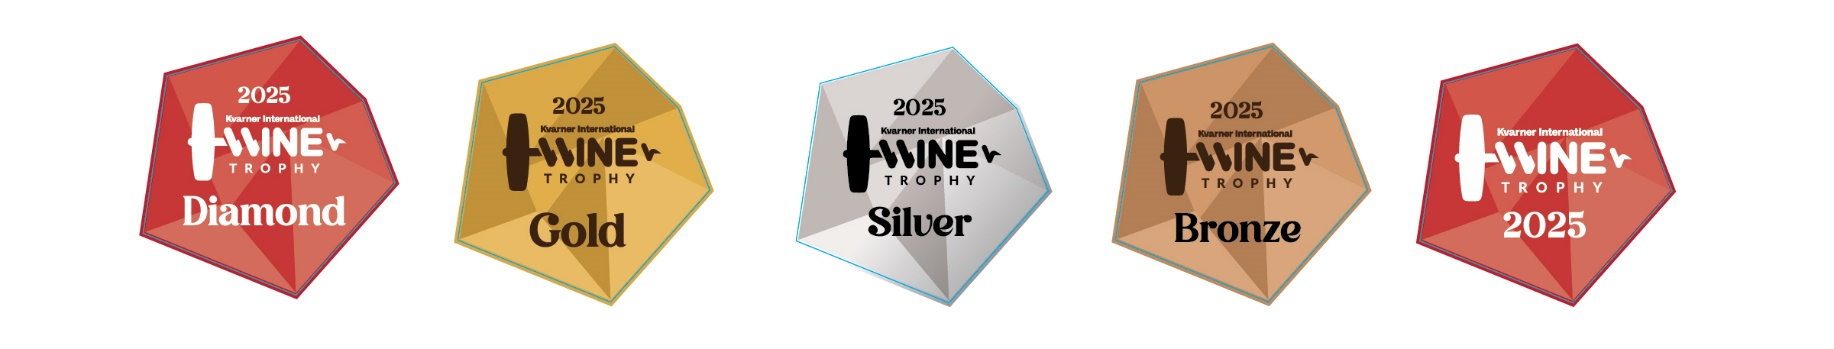 2025
Kvarner International
WINE
TROPHY
Diamond
2025
Kvarner International
WINE
TROPHY
Gold
2025
Kvarner International
WINE
TROPHY
Silver
2025
Kvarner International
WINE
TROPHY
Bronze
Kvarner International
WINE
TROPHY
2025